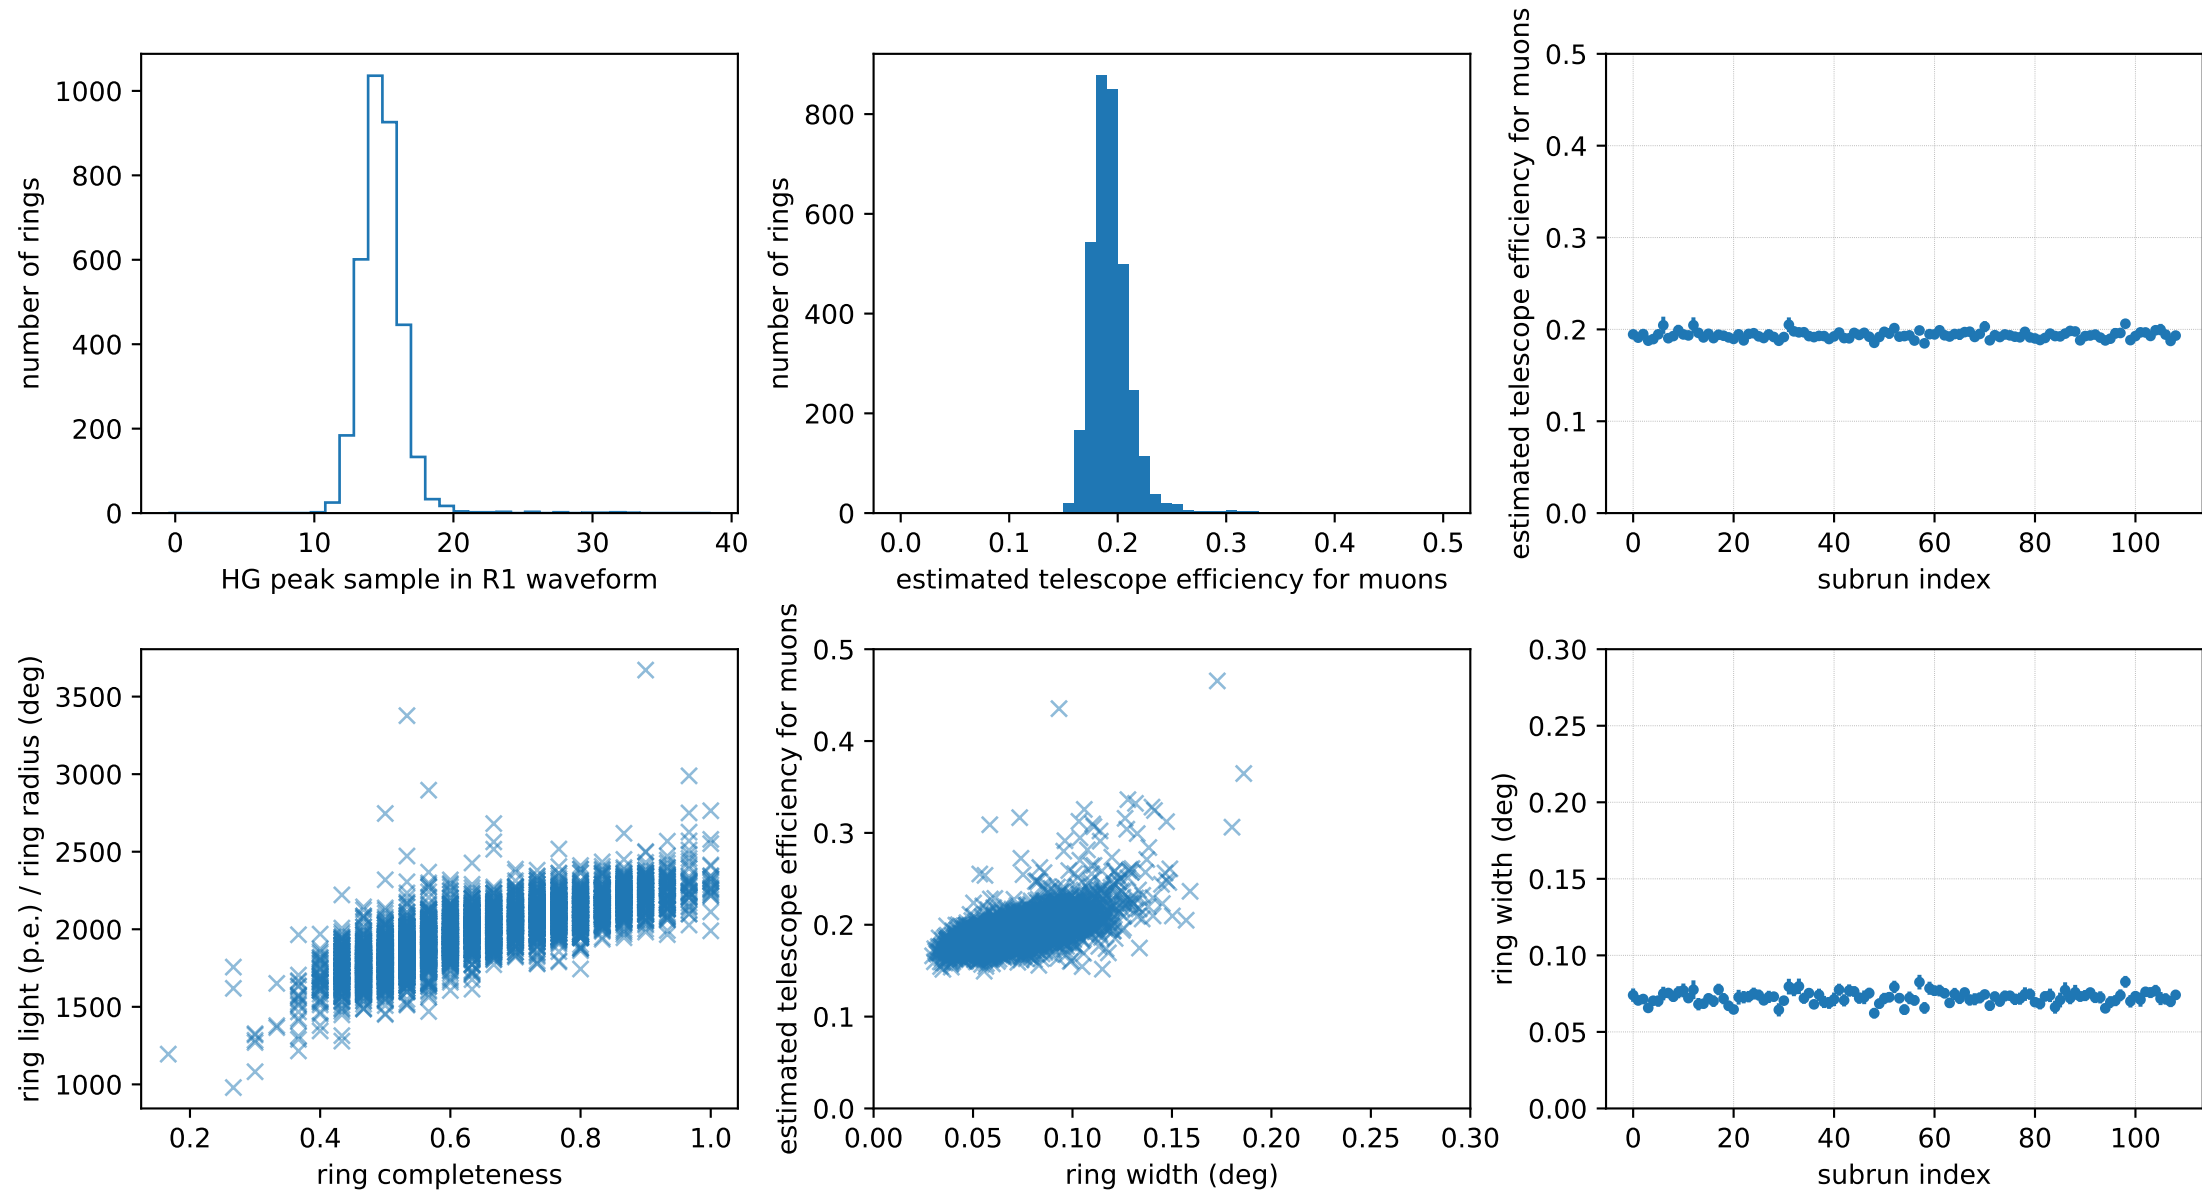 1000
800
600
400
200
0
number of rings
0 10 20 30 40
HG peak sample in R1 waveform
800
600
400
200
0
number of rings
0.0 0.1 0.2 0.3 0.4 0.5
estimated telescope efficiency for muons
0.5
0.4
0.3
0.2
0.1
0.0
estimated telescope efficiency for muons
0 20 40 60 80 100
subrun index
3500
3000
2500
2000
1500
1000
ring light (p.e.) / ring radius (deg)
0.2 0.4 0.6 0.8 1.0
ring completeness
0.5
0.4
0.3
0.2
0.1
0.0
estimated telescope efficiency for muons
0.00 0.05 0.10 0.15 0.20 0.25 0.30
ring width (deg)
0.30
0.25
0.20
0.15
0.10
0.05
0.00
ring width (deg)
0 20 40 60 80 100
subrun index